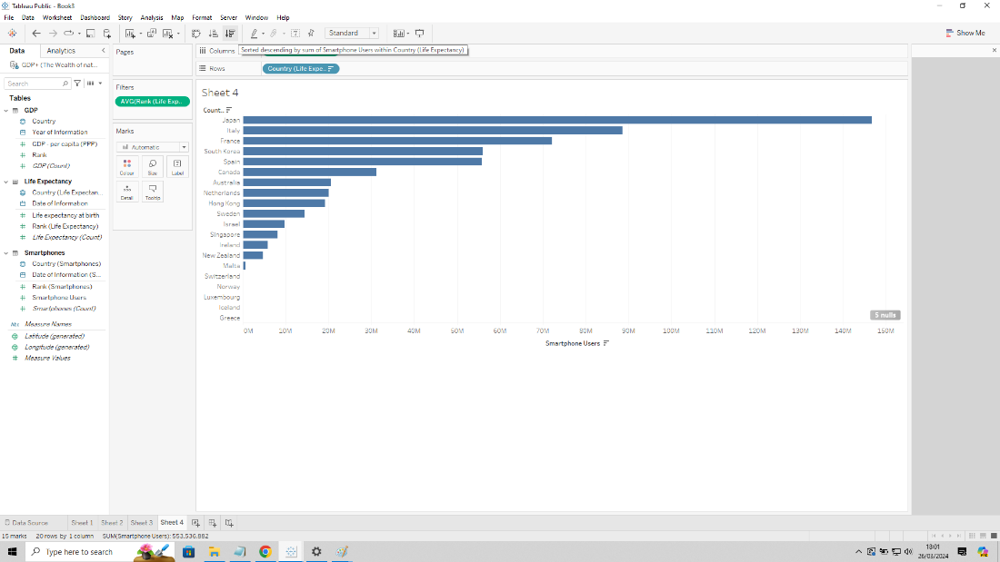 Tableau Public - Book3
File Data Worksheet Dashboard Story Analysis Map Format Server Window Help
Standard
Show Me
Data Analytics
Pages
Columns
Sorted descending by sum of Smartphone Users within Country (Life Expectancy)
GDP+ (The Wealth of nat...
Rows
Country (Life Expe..
Search
Filters
Sheet 4
Tables
AVG(Rank (Life Exp..
GDP
Country
Year of Information
GDP - per capita (PPP)
Rank
GDP (Count)
Life Expectancy
Country (Life Expectan...
Date of Information
Life expectancy at birth
Rank (Life Expectancy)
Life Expectancy (Count)
Smartphones
Country (Smartphones)
Date of Information (S...
Rank (Smartphones)
Smartphone Users
Smartphones (Count)
Measure Names
Latitude (generated)
Longitude (generated)
Measure Values
Marks
Automatic
Colour Size Label
Detail Tooltip
Count..
Japan
Italy
France
South Korea
Spain
Canada
Australia
Netherlands
Hong Kong
Sweden
Israel
Singapore
Ireland
New Zealand
Malta
Switzerland
Norway
Luxembourg
Iceland
Greece
5 nulls
0M 10M 20M 30M 40M 50M 60M 70M 80M 90M 100M 110M 120M 130M 140M 150M
Smartphone Users
Data Source Sheet 1 Sheet 2 Sheet 3 Sheet 4
15 marks 20 rows by 1 column SUM(Smartphone Users): 553,536,882
Type here to search
18:01
26/03/2024